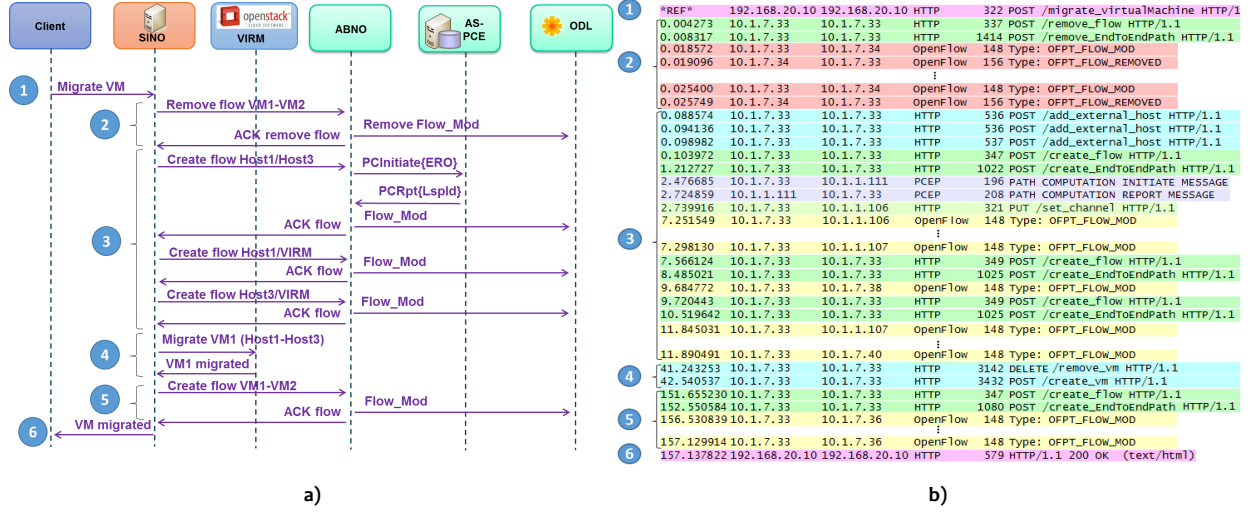 Client
SINO
openstack
CLOUD SOFTWARE
VIRM
ABNO
AS-
PCE
ODL
1
Migrate VM
2
Remove flow VM1-VM2
ACK remove flow
Remove Flow_Mod
3
Create flow Host1/Host3
PCInitiate{ERO}
PCRpt{LspId}
Flow_Mod
ACK flow
Create flow Host1/VIRM
Flow_Mod
ACK flow
Create flow Host3/VIRM
Flow_Mod
ACK flow
4
Migrate VM1 (Host1-Host3)
VM1 migrated
5
Create flow VM1-VM2
Flow_Mod
ACK flow
6
VM migrated
a)
1
*REF* 192.168.20.10 192.168.20.10 HTTP 322 POST /migrate_virtualMachine HTTP/1
2
0.004273 10.1.7.33 10.1.7.33 HTTP 337 POST /remove_flow HTTP/1.1
0.008317 10.1.7.33 10.1.7.33 HTTP 1414 POST /remove_EndToEndPath HTTP/1.1
0.018572 10.1.7.33 10.1.7.34 OpenFlow 148 Type: OFPT_FLOW_MOD
0.019096 10.1.7.34 10.1.7.33 OpenFlow 156 Type: OFPT_FLOW_REMOVED
⋮
0.025400 10.1.7.33 10.1.7.34 OpenFlow 148 Type: OFPT_FLOW_MOD
0.025749 10.1.7.34 10.1.7.33 OpenFlow 156 Type: OFPT_FLOW_REMOVED
3
0.088574 10.1.7.33 10.1.7.33 HTTP 536 POST /add_external_host HTTP/1.1
0.094136 10.1.7.33 10.1.7.33 HTTP 536 POST /add_external_host HTTP/1.1
0.098982 10.1.7.33 10.1.7.33 HTTP 537 POST /add_external_host HTTP/1.1
0.103972 10.1.7.33 10.1.7.33 HTTP 347 POST /create_flow HTTP/1.1
1.212727 10.1.7.33 10.1.7.33 HTTP 1022 POST /create_EndToEndPath HTTP/1.1
2.476685 10.1.7.33 10.1.1.111 PCEP 196 PATH COMPUTATION INITIATE MESSAGE
2.724859 10.1.1.111 10.1.7.33 PCEP 208 PATH COMPUTATION REPORT MESSAGE
2.739916 10.1.7.33 10.1.1.106 HTTP 321 PUT /set_channel HTTP/1.1
7.251549 10.1.7.33 10.1.1.106 OpenFlow 148 Type: OFPT_FLOW_MOD
⋮
7.298130 10.1.7.33 10.1.1.107 OpenFlow 148 Type: OFPT_FLOW_MOD
7.566124 10.1.7.33 10.1.7.33 HTTP 349 POST /create_flow HTTP/1.1
8.485021 10.1.7.33 10.1.7.33 HTTP 1025 POST /create_EndToEndPath HTTP/1.1
9.684772 10.1.7.33 10.1.7.38 OpenFlow 148 Type: OFPT_FLOW_MOD
9.720443 10.1.7.33 10.1.7.33 HTTP 349 POST /create_flow HTTP/1.1
10.519642 10.1.7.33 10.1.7.33 HTTP 1025 POST /create_EndToEndPath HTTP/1.1
11.845031 10.1.7.33 10.1.1.107 OpenFlow 148 Type: OFPT_FLOW_MOD
⋮
11.890491 10.1.7.33 10.1.7.40 OpenFlow 148 Type: OFPT_FLOW_MOD
4
41.243253 10.1.7.33 10.1.7.33 HTTP 3142 DELETE /remove_vm HTTP/1.1
42.540537 10.1.7.33 10.1.7.33 HTTP 3432 POST /create_vm HTTP/1.1
5
151.655230 10.1.7.33 10.1.7.33 HTTP 347 POST /create_flow HTTP/1.1
152.550584 10.1.7.33 10.1.7.33 HTTP 1080 POST /create_EndToEndPath HTTP/1.1
156.530839 10.1.7.33 10.1.7.36 OpenFlow 148 Type: OFPT_FLOW_MOD
⋮
157.129914 10.1.7.33 10.1.7.36 OpenFlow 148 Type: OFPT_FLOW_MOD
6
157.137822 192.168.20.10 192.168.20.10 HTTP 579 HTTP/1.1 200 OK (text/html)
b)